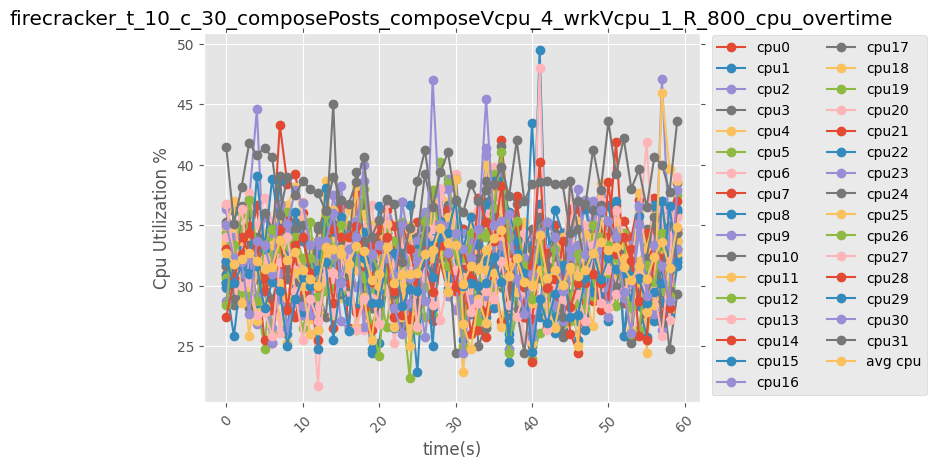 firecracker_t_10_c_30_composePosts_composeVcpu_4_wrkVcpu_1_R_800_cpu_overtime
50
45
40
35
30
25
Cpu Utilization %
0
10
20
30
40
50
60
time(s)
cpu0
cpu1
cpu2
cpu3
cpu4
cpu5
cpu6
cpu7
cpu8
cpu9
cpu10
cpu11
cpu12
cpu13
cpu14
cpu15
cpu16
cpu17
cpu18
cpu19
cpu20
cpu21
cpu22
cpu23
cpu24
cpu25
cpu26
cpu27
cpu28
cpu29
cpu30
cpu31
avg cpu